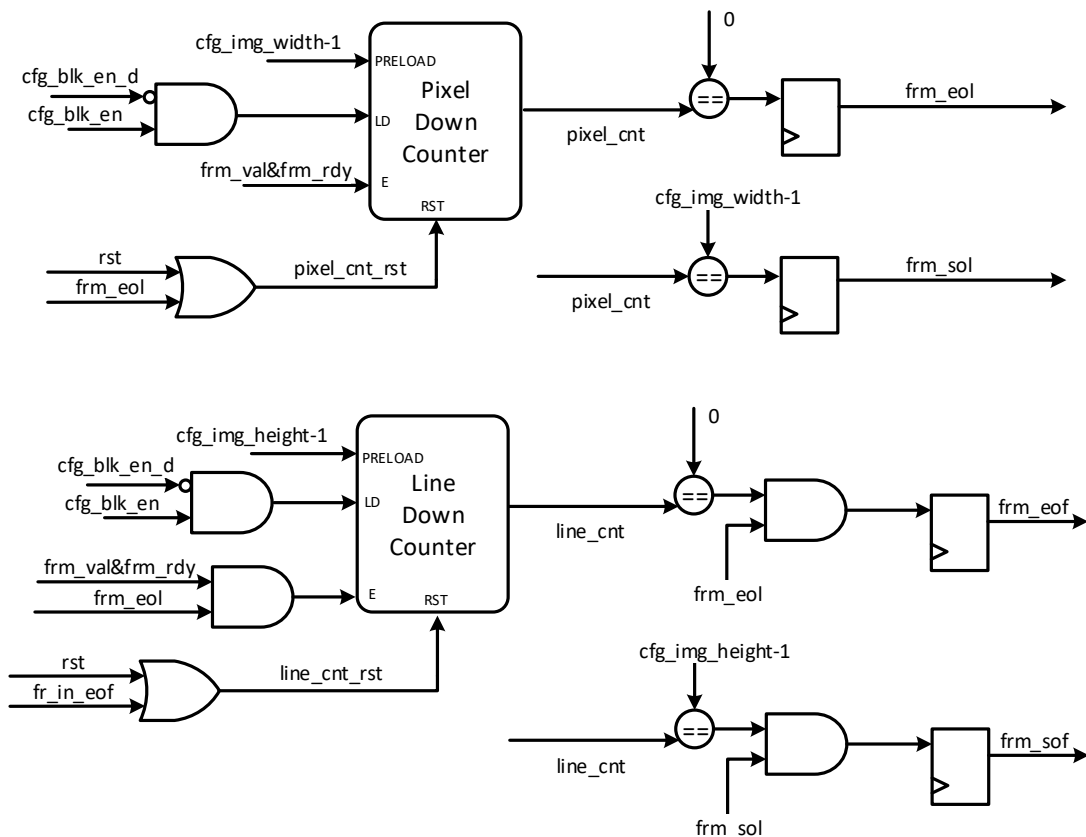 0
cfg_img_width-1
PRELOAD
cfg_blk_en_d
cfg_blk_en
LD
Pixel
Down
Counter
==
frm_eol
pixel_cnt
frm_val&frm_rdy
E
RST
cfg_img_width-1
rst
frm_eol
pixel_cnt_rst
==
frm_sol
pixel_cnt
0
cfg_img_height-1
PRELOAD
cfg_blk_en_d
cfg_blk_en
LD
Line
Down
Counter
==
frm_eof
line_cnt
frm_val&frm_rdy
frm_eol
E
RST
frm_eol
rst
fr_in_eof
line_cnt_rst
cfg_img_height-1
==
frm_sof
line_cnt
frm_sol